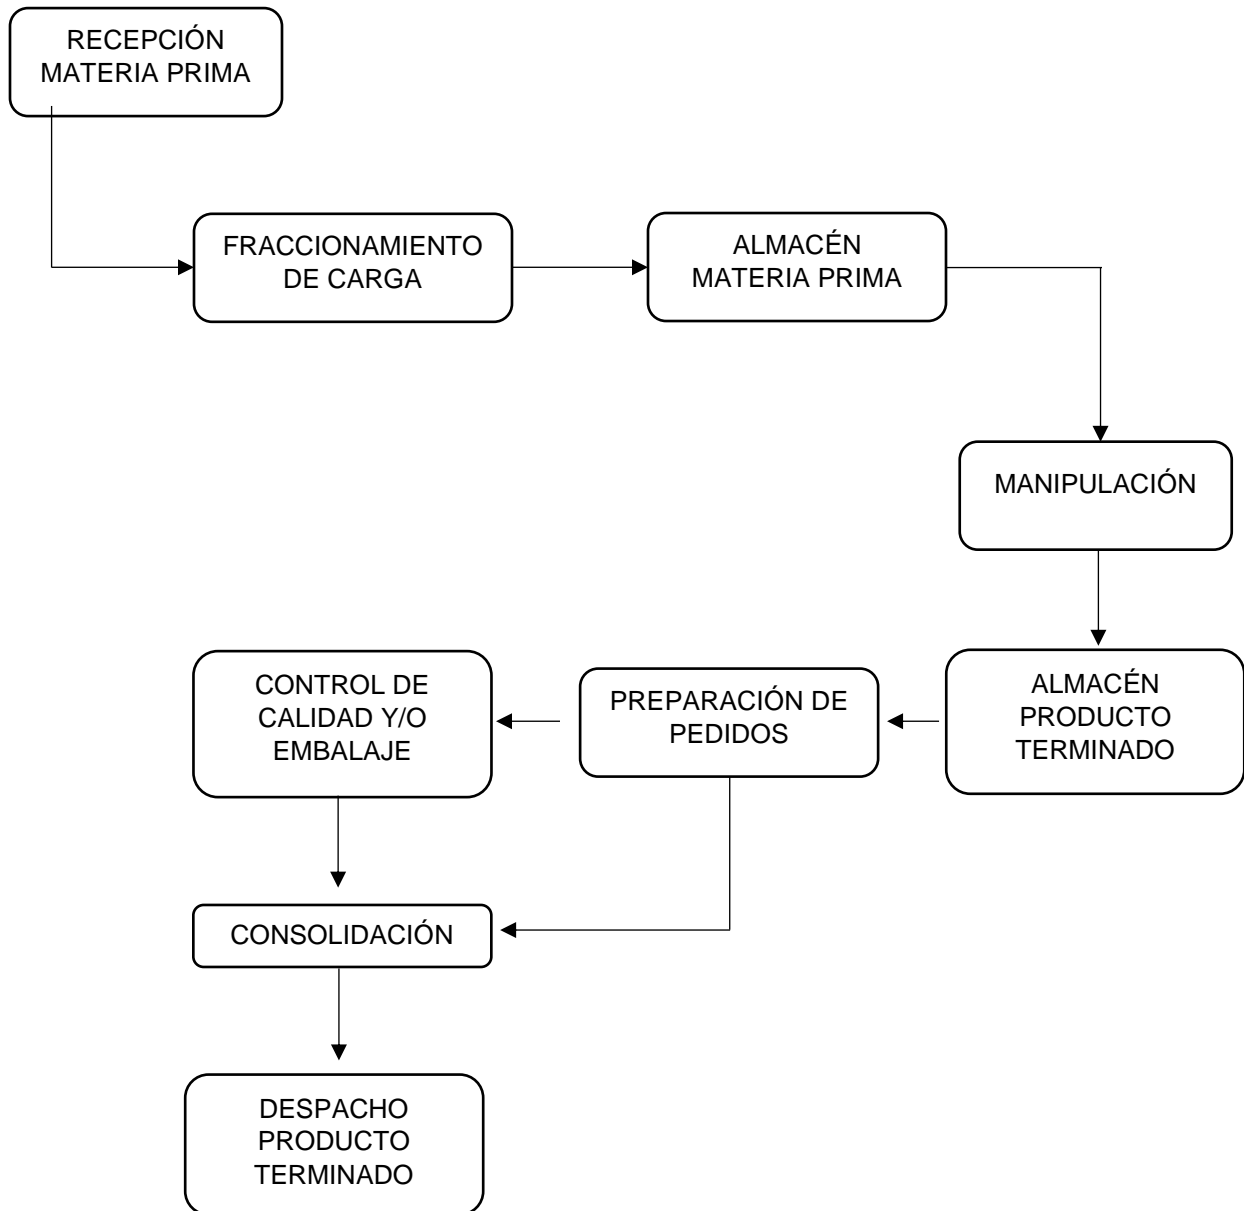 RECEPCIÓN
MATERIA PRIMA
FRACCIONAMIENTO
DE CARGA
ALMACÉN
MATERIA PRIMA
MANIPULACIÓN
ALMACÉN
PRODUCTO
TERMINADO
PREPARACIÓN DE
PEDIDOS
CONTROL DE
CALIDAD Y/O
EMBALAJE
CONSOLIDACIÓN
DESPACHO
PRODUCTO
TERMINADO